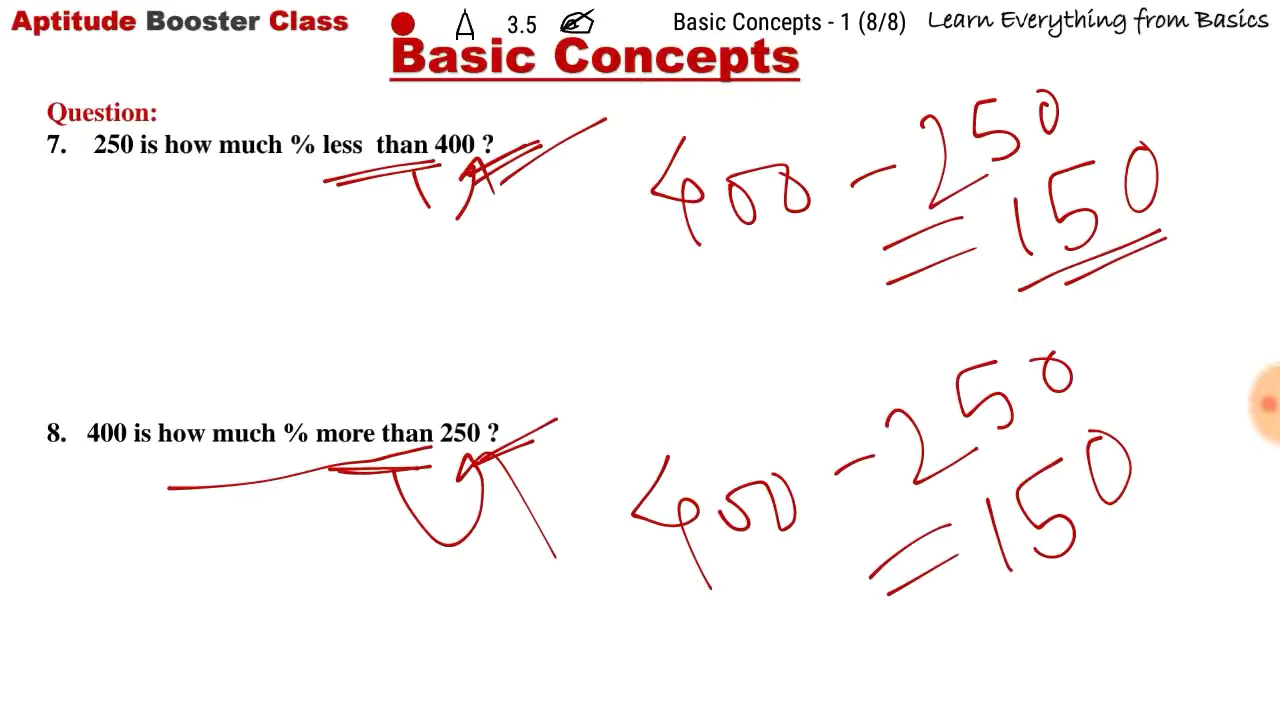 Aptitude Booster Class 3.5 Basic Concepts - 1 (8/8) Learn Everything from Basics
Basic Concepts
Question:
7. 250 is how much % less than 400 ?
400 - 250
= 150
8. 400 is how much % more than 250 ?
400 - 250
= 150